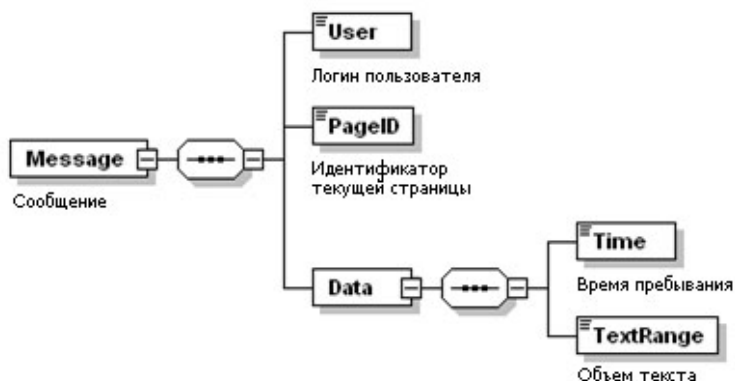 User
Логин пользователя
PageID
Идентификатор
текущей страницы
Message
Сообщение
Data
Time
Время пребывания
TextRange
Объем текста